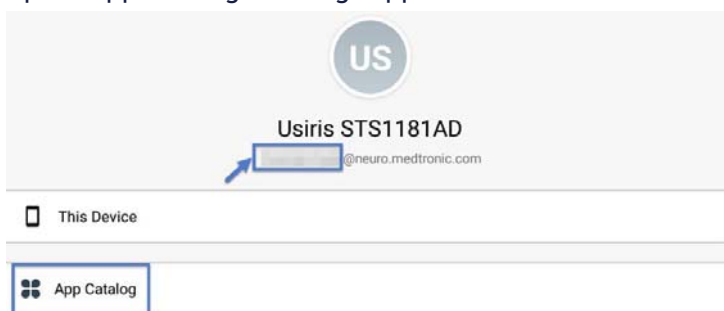 US
Usiris STS1181AD
@neuro.medtronic.com
This Device
App Catalog